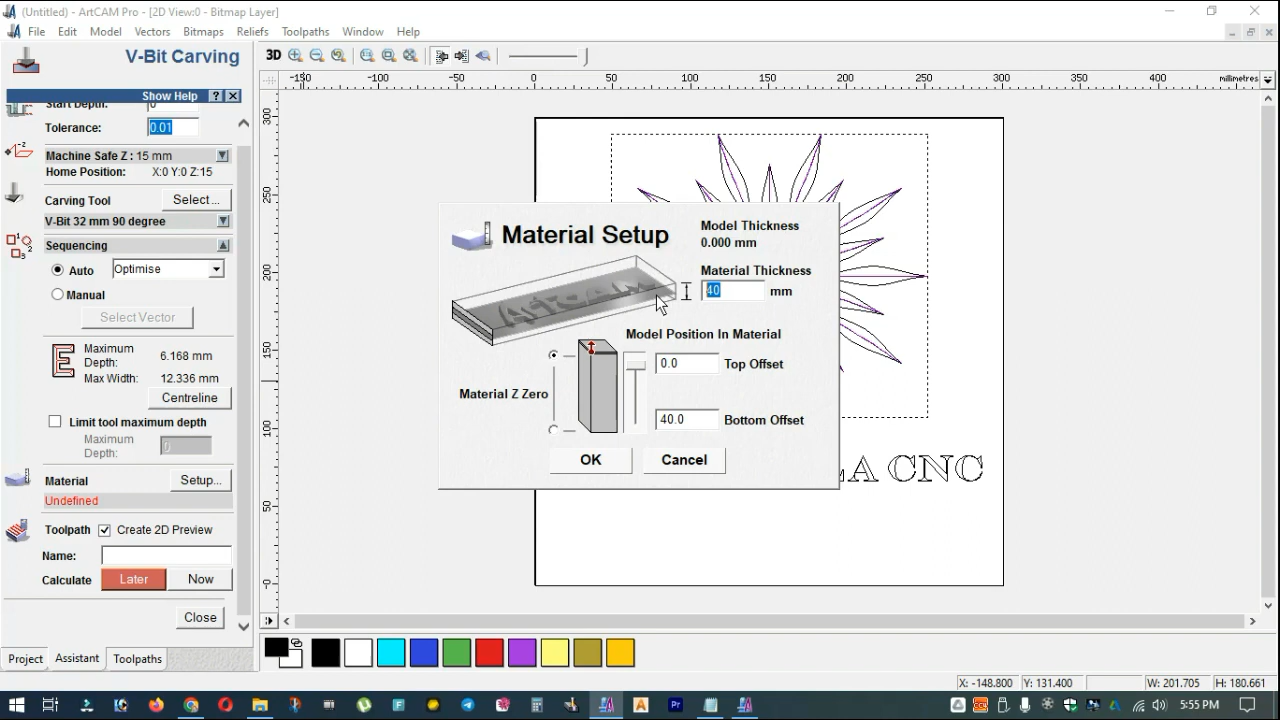 (Untitled) - ArtCAM Pro - [2D View:0 - Bitmap Layer]
File Edit Model Vectors Bitmaps Reliefs Toolpaths Window Help
V-Bit Carving
3D
Show Help ? X
Start Depth: 0
Tolerance: 0.01
Machine Safe Z : 15 mm
Home Position: X:0 Y:0 Z:15
Carving Tool Select ...
V-Bit 32 mm 90 degree
Sequencing
Auto Optimise
Manual
Select Vector
Maximum Depth: 6.168 mm
Max Width: 12.336 mm
Centreline
Limit tool maximum depth
Maximum Depth: 0
Material Setup...
Undefined
Toolpath Create 2D Preview
Name:
Calculate Later Now
Close
Project Assistant Toolpaths
-150 -100 -50 0 50 100 150 200 250 300 350 400 millimetres
300
250
200
150
100
50
-0
Material Setup
Model Thickness
0.000 mm
ArtCAM
Material Thickness
40 mm
Model Position In Material
0.0 Top Offset
Material Z Zero
40.0 Bottom Offset
OK Cancel
LA CNC
X: -148.800 Y: 131.400 W: 201.705 H: 180.661
5:55 PM